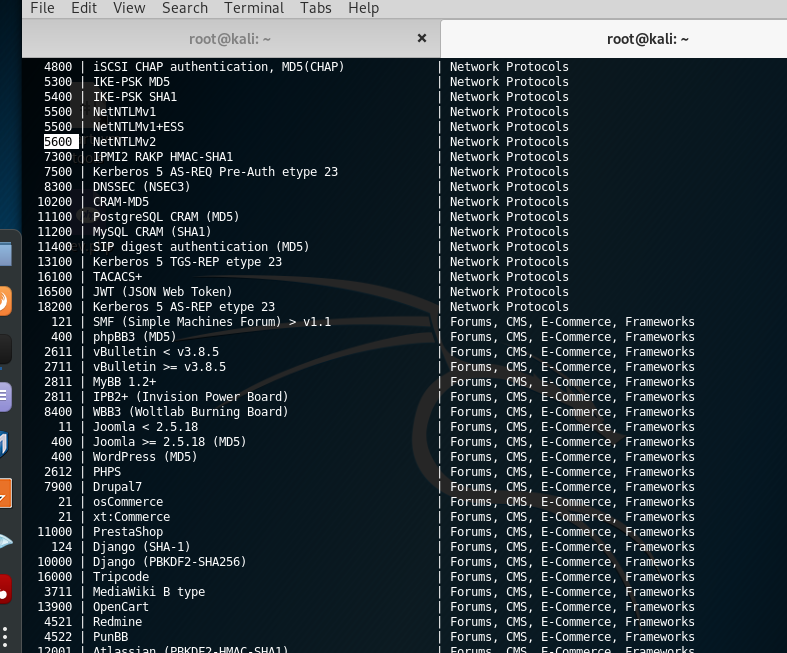 File Edit View Search Terminal Tabs Help
root@kali: ~ × root@kali: ~
4800 | iSCSI CHAP authentication, MD5(CHAP) | Network Protocols
5300 | IKE-PSK MD5 | Network Protocols
5400 | IKE-PSK SHA1 | Network Protocols
5500 | NetNTLMv1 | Network Protocols
5500 | NetNTLMv1+ESS | Network Protocols
5600 | NetNTLMv2 | Network Protocols
7300 | IPMI2 RAKP HMAC-SHA1 | Network Protocols
7500 | Kerberos 5 AS-REQ Pre-Auth etype 23 | Network Protocols
8300 | DNSSEC (NSEC3) | Network Protocols
10200 | CRAM-MD5 | Network Protocols
11100 | PostgreSQL CRAM (MD5) | Network Protocols
11200 | MySQL CRAM (SHA1) | Network Protocols
11400 | SIP digest authentication (MD5) | Network Protocols
13100 | Kerberos 5 TGS-REP etype 23 | Network Protocols
16100 | TACACS+ | Network Protocols
16500 | JWT (JSON Web Token) | Network Protocols
18200 | Kerberos 5 AS-REP etype 23 | Network Protocols
121 | SMF (Simple Machines Forum) > v1.1 | Forums, CMS, E-Commerce, Frameworks
400 | phpBB3 (MD5) | Forums, CMS, E-Commerce, Frameworks
2611 | vBulletin < v3.8.5 | Forums, CMS, E-Commerce, Frameworks
2711 | vBulletin >= v3.8.5 | Forums, CMS, E-Commerce, Frameworks
2811 | MyBB 1.2+ | Forums, CMS, E-Commerce, Frameworks
2811 | IPB2+ (Invision Power Board) | Forums, CMS, E-Commerce, Frameworks
8400 | WBB3 (Woltlab Burning Board) | Forums, CMS, E-Commerce, Frameworks
11 | Joomla < 2.5.18 | Forums, CMS, E-Commerce, Frameworks
400 | Joomla >= 2.5.18 (MD5) | Forums, CMS, E-Commerce, Frameworks
400 | WordPress (MD5) | Forums, CMS, E-Commerce, Frameworks
2612 | PHPS | Forums, CMS, E-Commerce, Frameworks
7900 | Drupal7 | Forums, CMS, E-Commerce, Frameworks
21 | osCommerce | Forums, CMS, E-Commerce, Frameworks
21 | xt:Commerce | Forums, CMS, E-Commerce, Frameworks
11000 | PrestaShop | Forums, CMS, E-Commerce, Frameworks
124 | Django (SHA-1) | Forums, CMS, E-Commerce, Frameworks
10000 | Django (PBKDF2-SHA256) | Forums, CMS, E-Commerce, Frameworks
16000 | Tripcode | Forums, CMS, E-Commerce, Frameworks
3711 | MediaWiki B type | Forums, CMS, E-Commerce, Frameworks
13900 | OpenCart | Forums, CMS, E-Commerce, Frameworks
4521 | Redmine | Forums, CMS, E-Commerce, Frameworks
4522 | PunBB | Forums, CMS, E-Commerce, Frameworks
12001 | Atlassian (PBKDF2-HMAC-SHA1) | Forums, CMS, E-Commerce, Frameworks